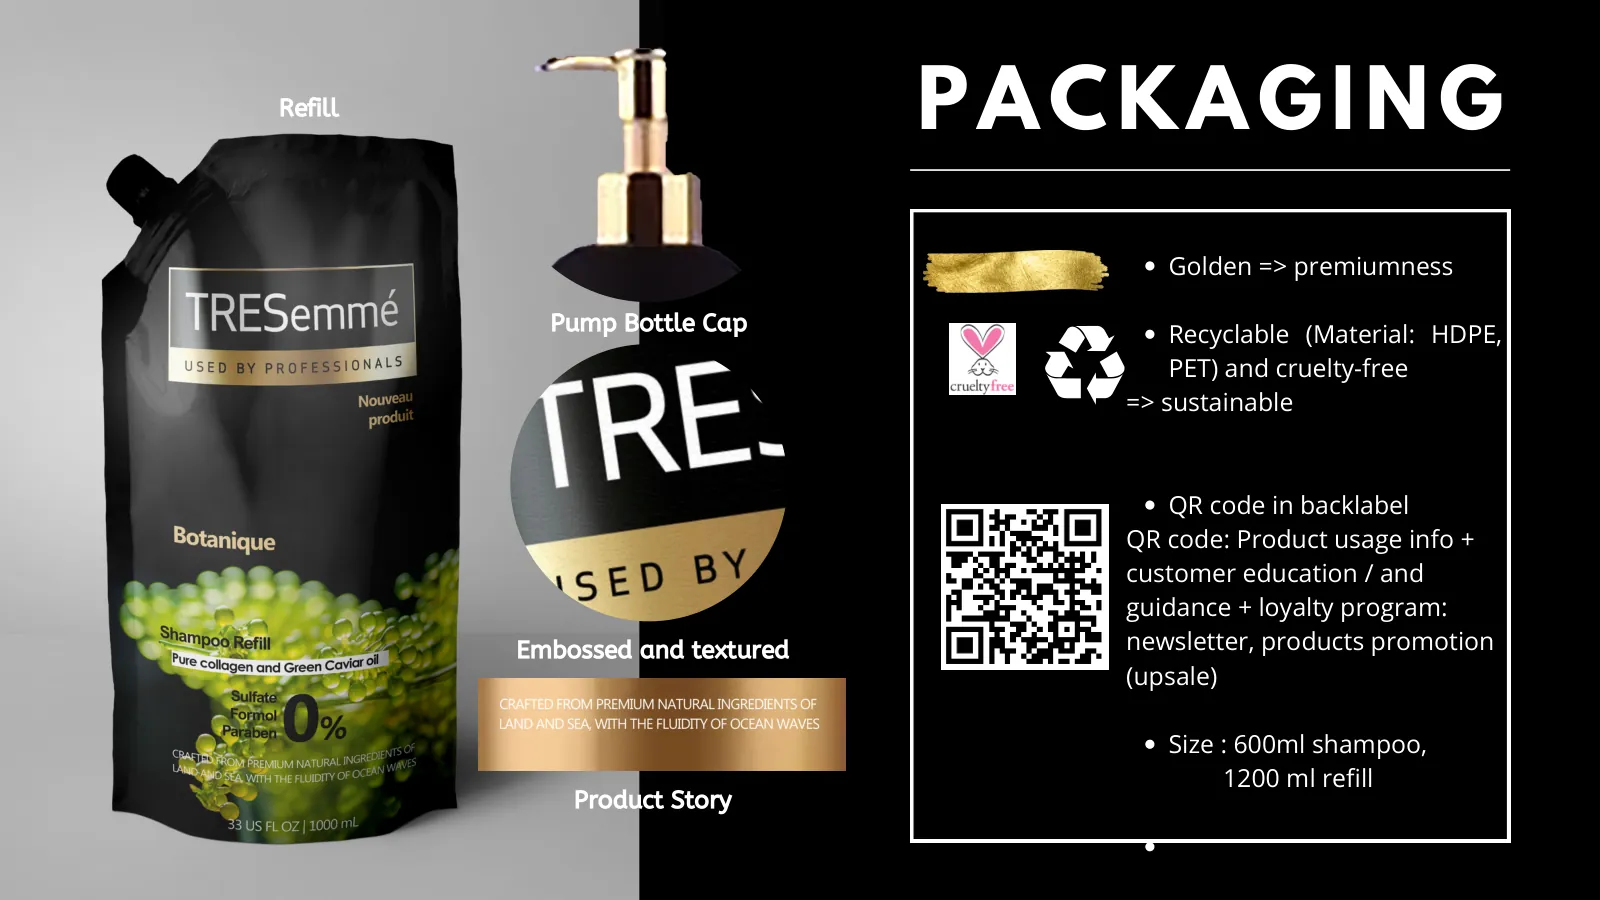 Refill
TRESemmé
USED BY PROFESSIONALS
Nouveau
produit
Botanique
Shampoo Refill
Pure collagen and Green Caviar oil
Sulfate
Formol
Paraben
0%
CRAFTED FROM PREMIUM NATURAL INGREDIENTS OF
LAND AND SEA, WITH THE FLUIDITY OF OCEAN WAVES
33 US FL OZ | 1000 mL
Pump Bottle Cap
TRES
USED BY
Embossed and textured
CRAFTED FROM PREMIUM NATURAL INGREDIENTS OF
LAND AND SEA, WITH THE FLUIDITY OF OCEAN WAVES
Product Story
PACKAGING
• Golden => premiumness
crueltyfree
• Recyclable (Material: HDPE,
PET) and cruelty-free
=> sustainable
• QR code in backlabel
QR code: Product usage info +
customer education / and
guidance + loyalty program:
newsletter, products promotion
(upsale)
• Size : 600ml shampoo,
1200 ml refill
•